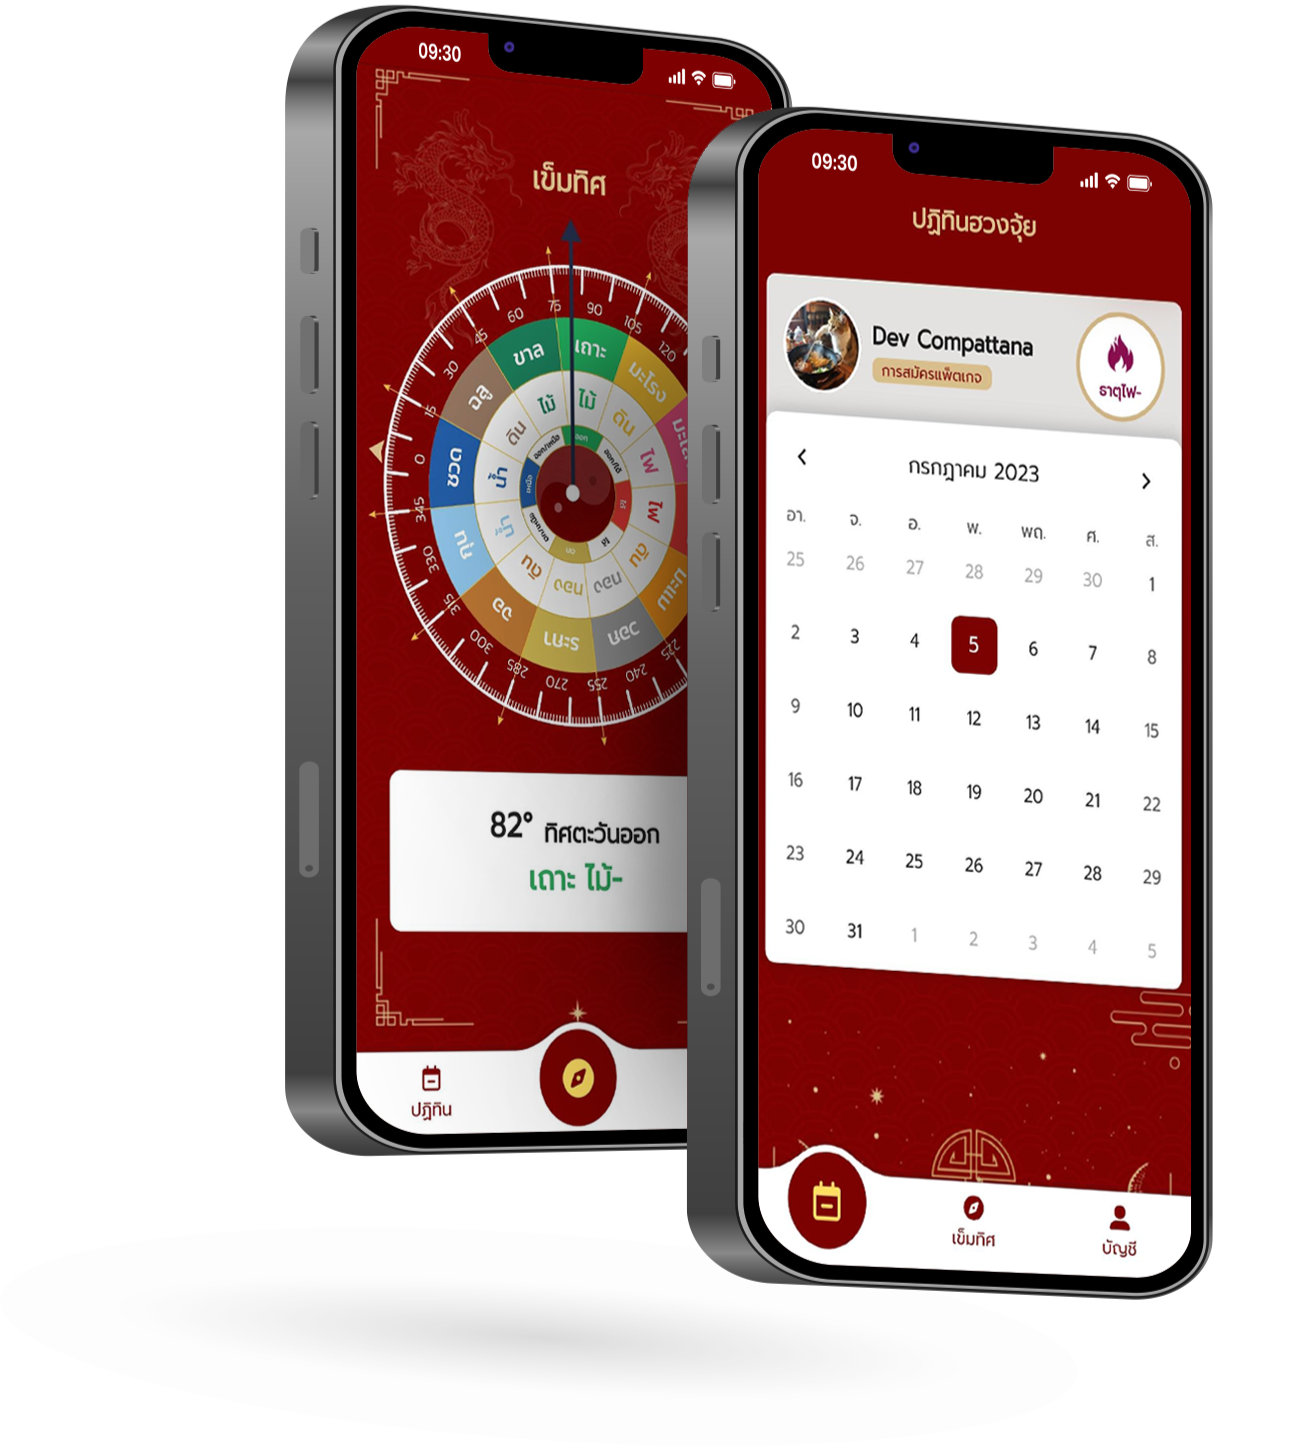 09:30
เข็มทิศ
0
15
30
45
60
75
90
105
120
225
240
255
270
285
300
315
330
345
ชวด
ฉลู
ขาล
เถาะ
มะโรง
มะแม
วอก
ระกา
จอ
กุน
น้ำ
ดิน
ไม้
ไม้
ดิน
ไฟ
ไฟ
ดิน
ทอง
ทอง
ดิน
น้ำ
82° ทิศตะวันออก
เถาะ ไม้-
ปฏิทิน
09:30
ปฏิทินฮวงจุ้ย
Dev Compattana
การสมัครแพ็ตเกจ
ธาตุไฟ-
กรกฎาคม 2023
อา. จ. อ. พ. พฤ. ศ. ส.
25 26 27 28 29 30 1
2 3 4 5 6 7 8
9 10 11 12 13 14 15
16 17 18 19 20 21 22
23 24 25 26 27 28 29
30 31 1 2 3 4 5
เข็มทิศ
บัญชี